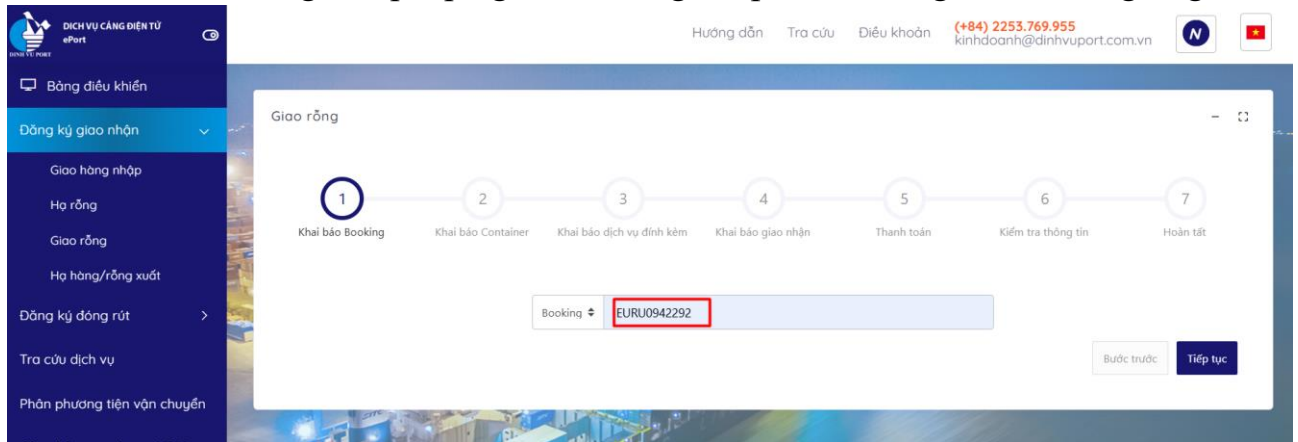 DỊCH VỤ CẢNG ĐIỆN TỬ
ePort
DINH VU PORT
Hướng dẫn Tra cứu Điều khoản
(+84) 2253.769.955
kinhdoanh@dinhvuport.com.vn
N
Bảng điều khiển
Đăng ký giao nhận
Giao hàng nhập
Hạ rỗng
Giao rỗng
Hạ hàng/rỗng xuất
Đăng ký đóng rút
Tra cứu dịch vụ
Phân phương tiện vận chuyển
Giao rỗng
1 2 3 4 5 6 7
Khai báo Booking Khai báo Container Khai báo dịch vụ đính kèm Khai báo giao nhận Thanh toán Kiểm tra thông tin Hoàn tất
Booking EURU0942292
Bước trước Tiếp tục